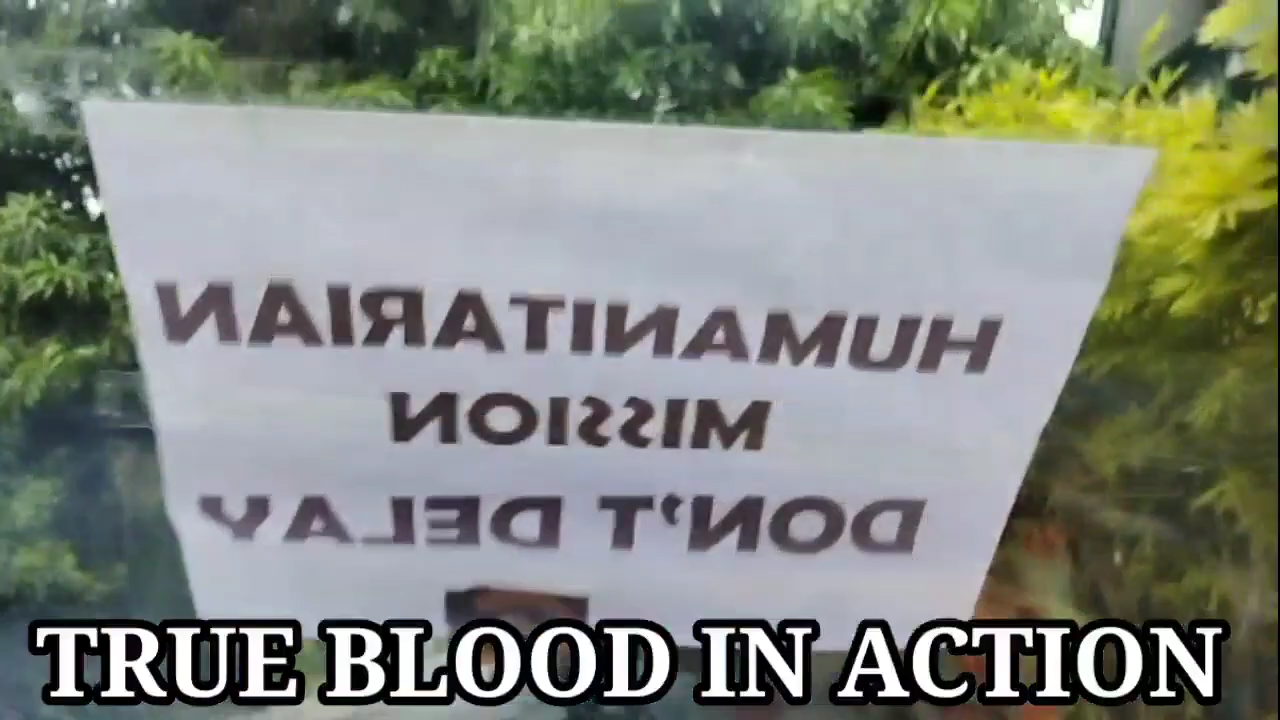 HUMANITARIAN
MISSION
DON'T DELAY
TRUE BLOOD IN ACTION